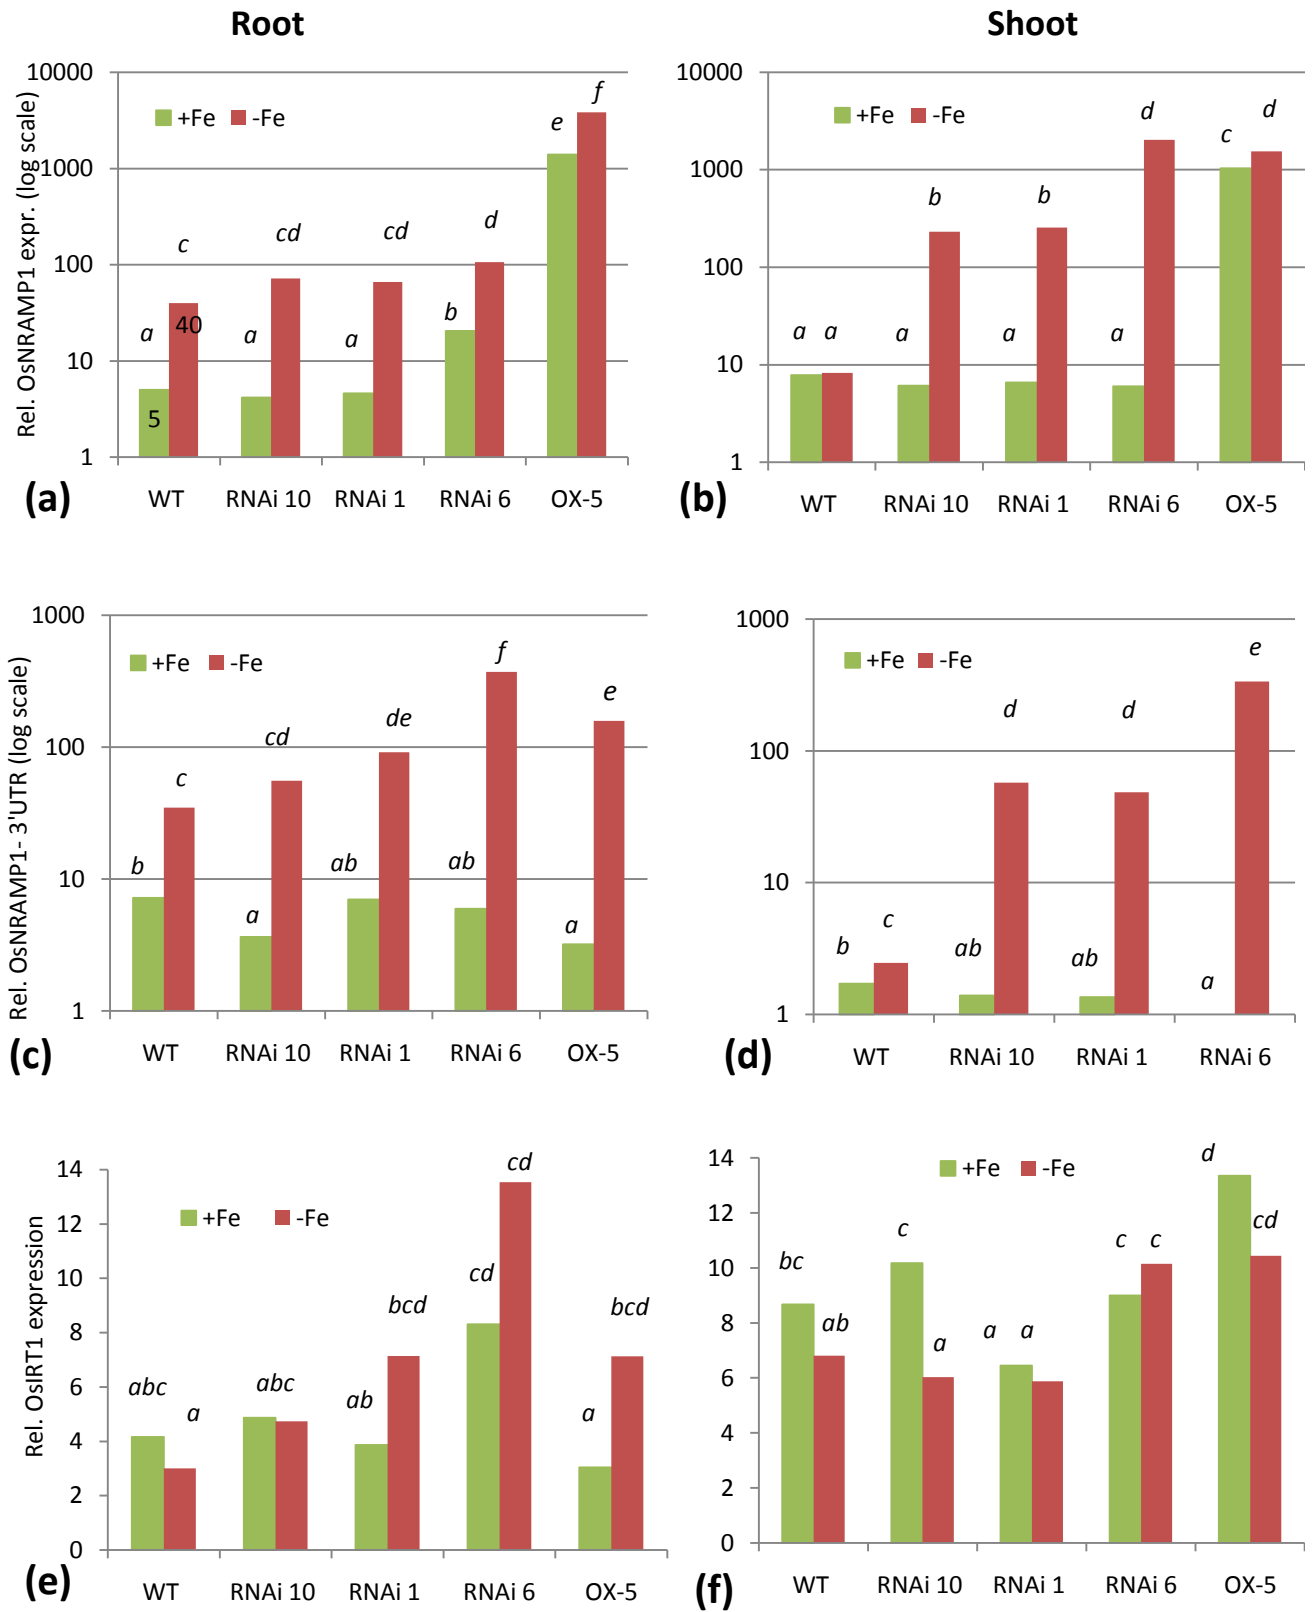 Root
Shoot
Rel. OsNRAMP1 expr. (log scale)
10000
1000
100
10
1
+Fe -Fe
a c a cd a cd b d e f
5 40
WT RNAi 10 RNAi 1 RNAi 6 OX-5
(a)
10000
1000
100
10
1
+Fe -Fe
a a a b a b a d c d
WT RNAi 10 RNAi 1 RNAi 6 OX-5
(b)
Rel. OsNRAMP1- 3'UTR (log scale)
1000
100
10
1
+Fe -Fe
b c a cd ab de ab f a e
WT RNAi 10 RNAi 1 RNAi 6 OX-5
(c)
1000
100
10
1
+Fe -Fe
b c ab d ab d a e
WT RNAi 10 RNAi 1 RNAi 6
(d)
Rel. OsIRT1 expression
14
12
10
8
6
4
2
0
+Fe -Fe
abc a abc ab bcd cd cd a bcd
WT RNAi 10 RNAi 1 RNAi 6 OX-5
(e)
14
12
10
8
6
4
2
0
+Fe -Fe
bc ab c a a a c c d cd
WT RNAi 10 RNAi 1 RNAi 6 OX-5
(f)